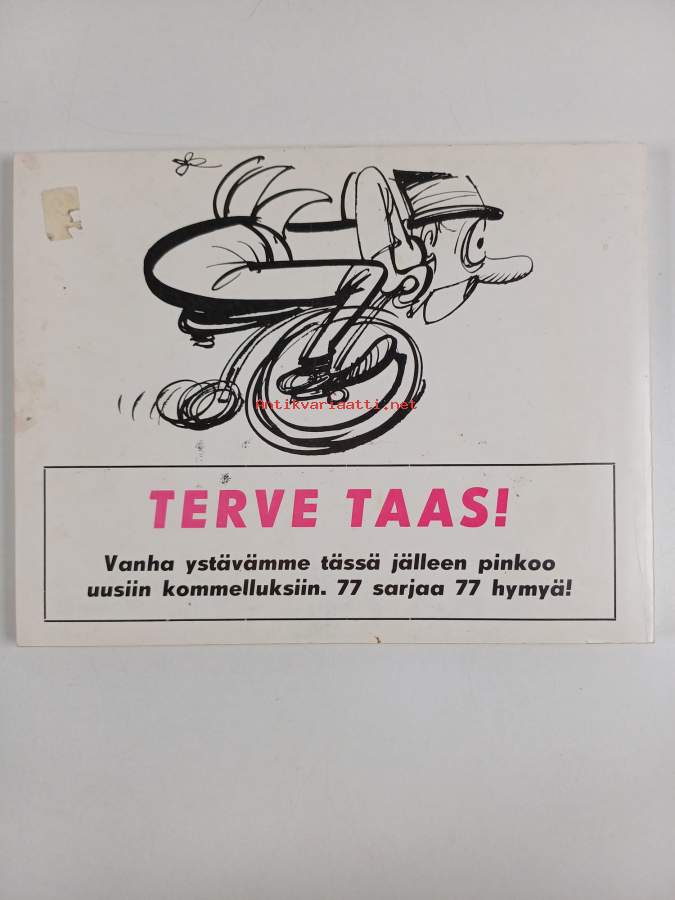 Antikvariaatti.net
TERVE TAAS!
Vanha ystävämme tässä jälleen pinkoo
uusiin kommelluksiin. 77 sarjaa 77 hymyä!